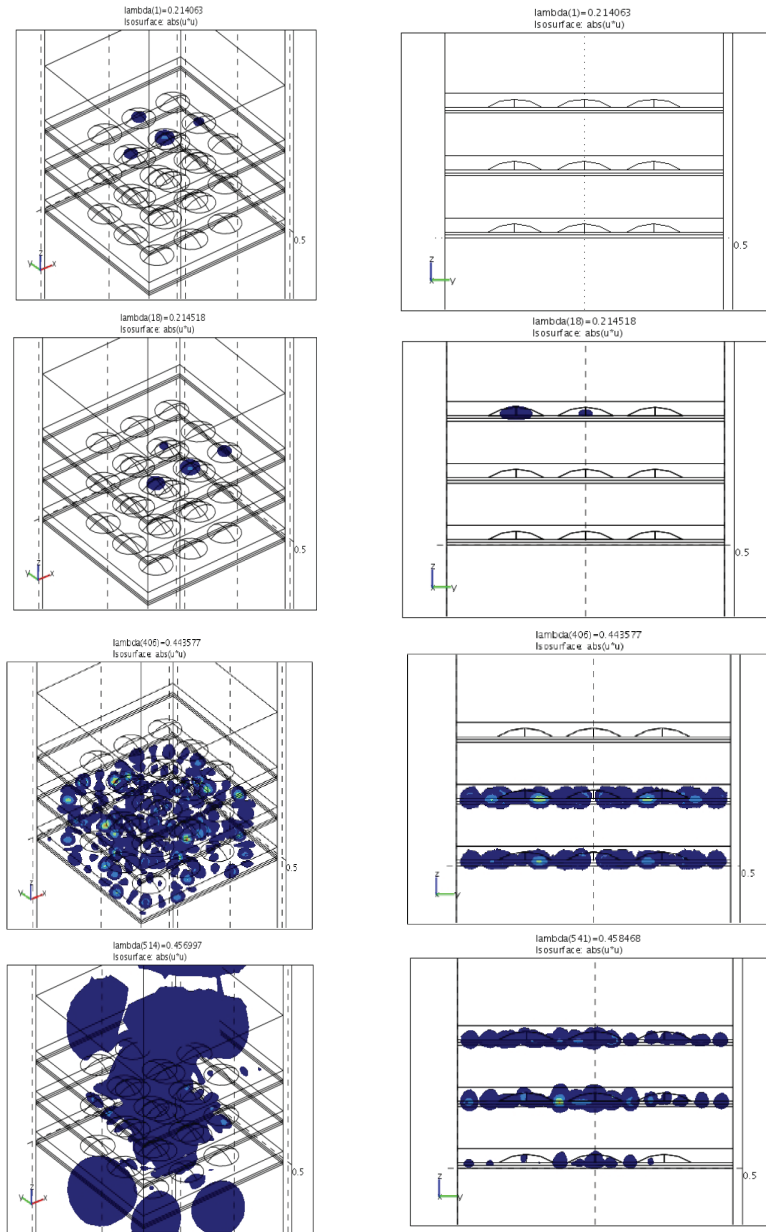 lambda(1)=0.214063
Isosurface: abs(u*u)
0.5
z
y
x
lambda(1)=0.214063
Isosurface: abs(u*u)
0.5
z
x
y
lambda(18)=0.214518
Isosurface: abs(u*u)
0.5
z
y
x
lambda(18)=0.214518
Isosurface: abs(u*u)
0.5
z
x
y
lambda(406)=0.443577
Isosurface: abs(u*u)
0.5
z
y
x
lambda(406)=0.443577
Isosurface: abs(u*u)
0.5
z
x
y
lambda(514)=0.456997
Isosurface: abs(u*u)
0.5
z
y
x
lambda(541)=0.458468
Isosurface: abs(u*u)
0.5
z
x
y